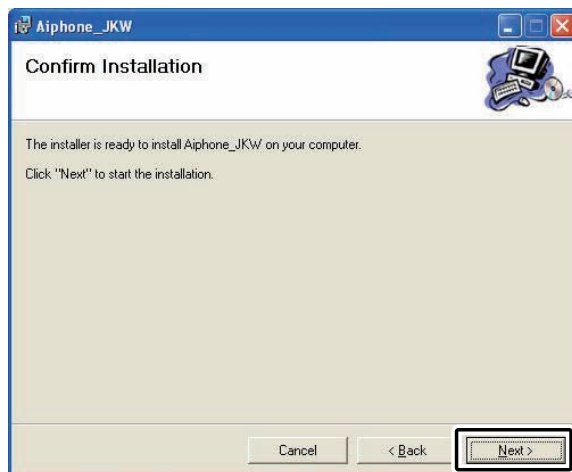 Aiphone_JKW
Confirm Installation
The installer is ready to install Aiphone_JKW on your computer.
Click "Next" to start the installation.
Cancel
< Back
Next >